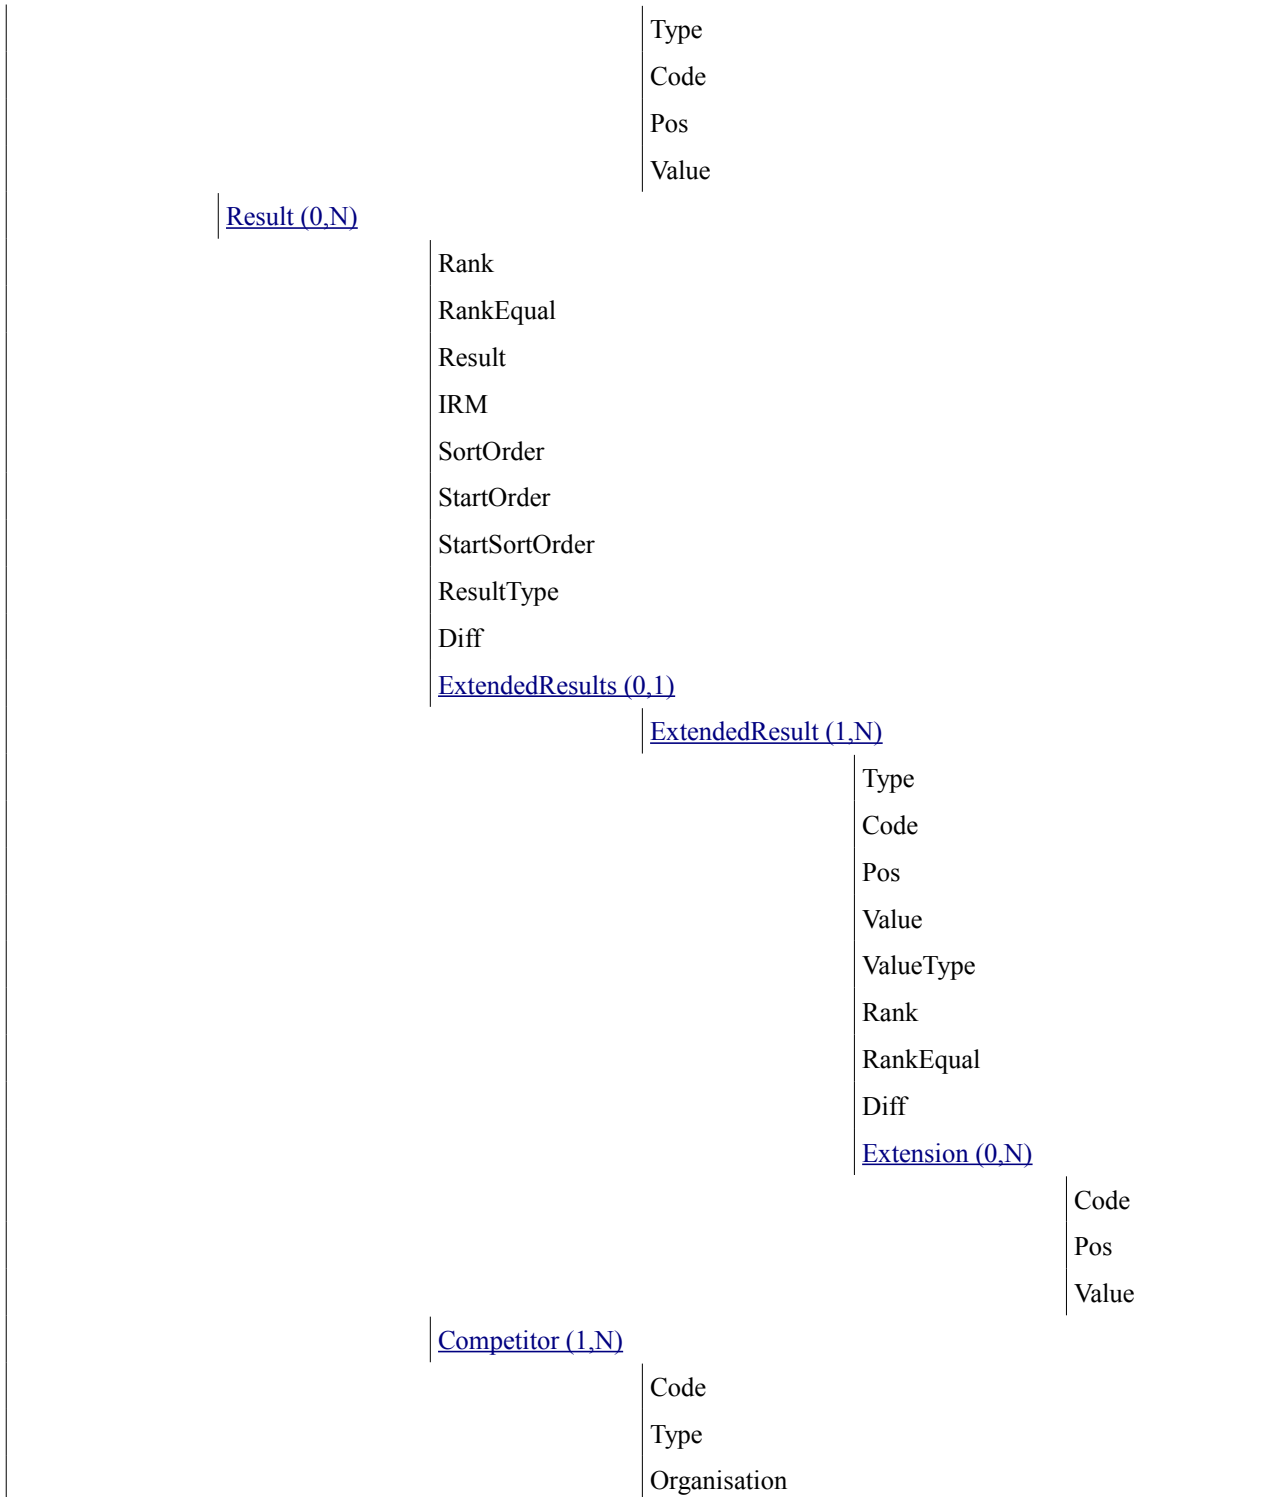 Type
Code
Pos
Value
Result (0,N)
Rank
RankEqual
Result
IRM
SortOrder
StartOrder
StartSortOrder
ResultType
Diff
ExtendedResults (0,1)
ExtendedResult (1,N)
Type
Code
Pos
Value
ValueType
Rank
RankEqual
Diff
Extension (0,N)
Code
Pos
Value
Competitor (1,N)
Code
Type
Organisation